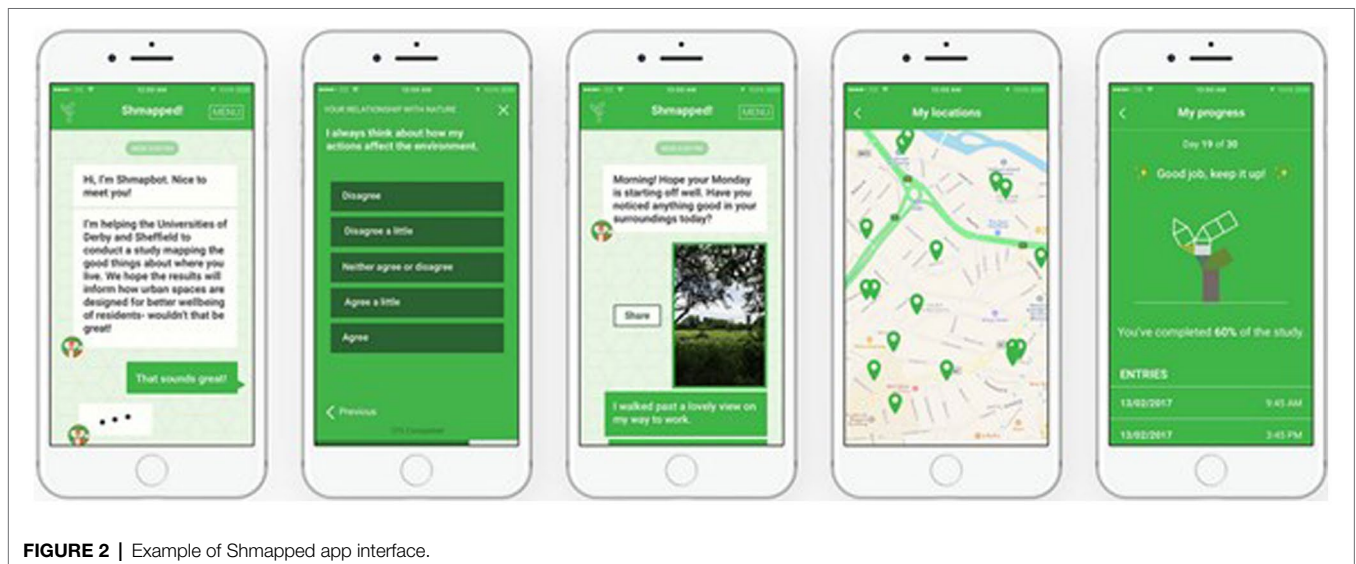 Shmapped!
MENU
Hi, I'm Shmapbot. Nice to
meet you!
I'm helping the Universities of
Derby and Sheffield to
conduct a study mapping the
good things about where you
live. We hope the results will
inform how urban spaces are
designed for better wellbeing
of residents- wouldn't that be
great!
That sounds great!
YOUR RELATIONSHIP WITH NATURE
I always think about how my
actions affect the environment.
Disagree
Disagree a little
Neither agree or disagree
Agree a little
Agree
Previous
Shmapped!
MENU
Morning! Hope your Monday
is starting off well. Have you
noticed anything good in your
surroundings today?
Share
I walked past a lovely view on
my way to work.
My locations
My progress
Day 19 of 30
Good job, keep it up!
You've completed 60% of the study.
ENTRIES
13/02/2017 9:45 AM
13/02/2017 3:45 PM
FIGURE 2 | Example of Shmapped app interface.